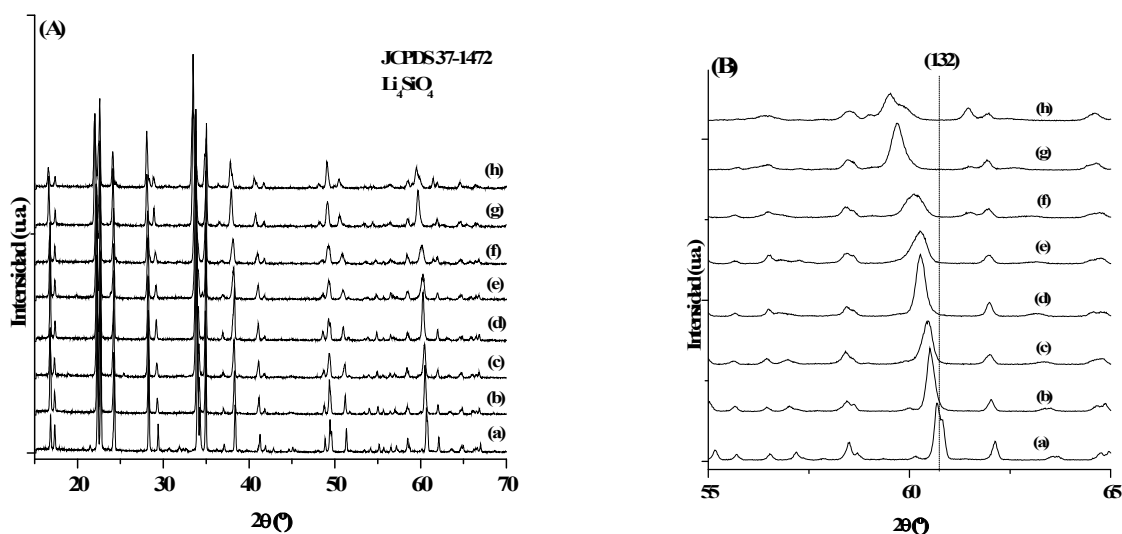 (A)
JCPDS 37-1472
Li₄SiO₄
(h)
(g)
(f)
(e)
(d)
(c)
(b)
(a)
Intensidad (u.a.)
20 30 40 50 60 70
2θ (º)
(B)
(132)
(h)
(g)
(f)
(e)
(d)
(c)
(b)
(a)
Intensidad (u.a.)
55 60 65
2θ (º)